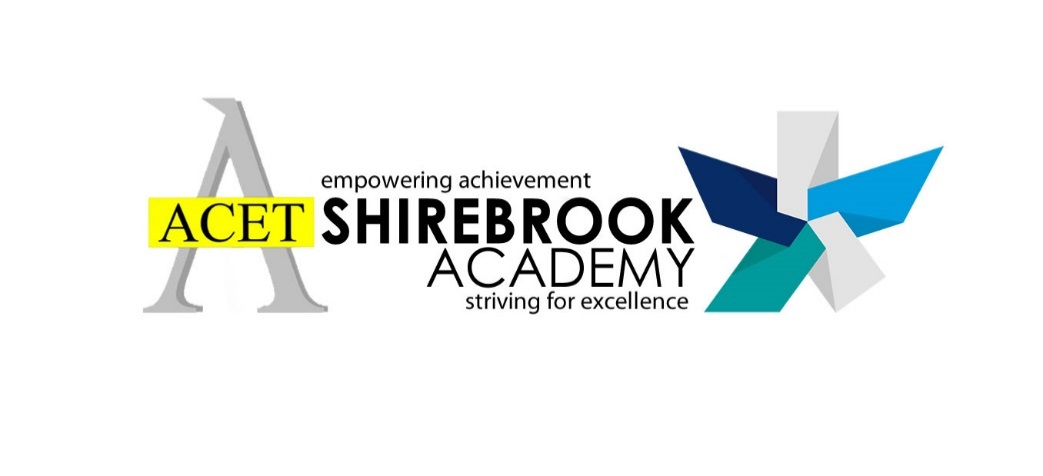 A
ACET
empowering achievement
SHIREBROOK
ACADEMY
striving for excellence